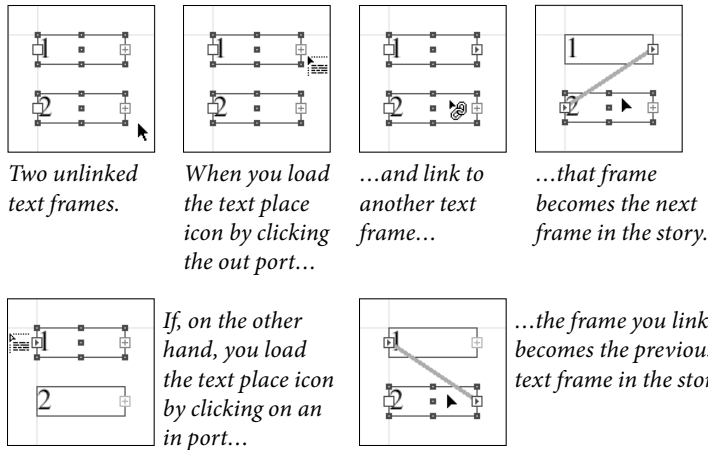 1
2
1
2
1
2
1
2
Two unlinked
text frames.
When you load
the text place
icon by clicking
the out port…
…and link to
another text
frame…
…that frame
becomes the next
frame in the story.
1
2
If, on the other
hand, you load
the text place icon
by clicking on an
in port…
1
2
…the frame you link
becomes the previous
text frame in the